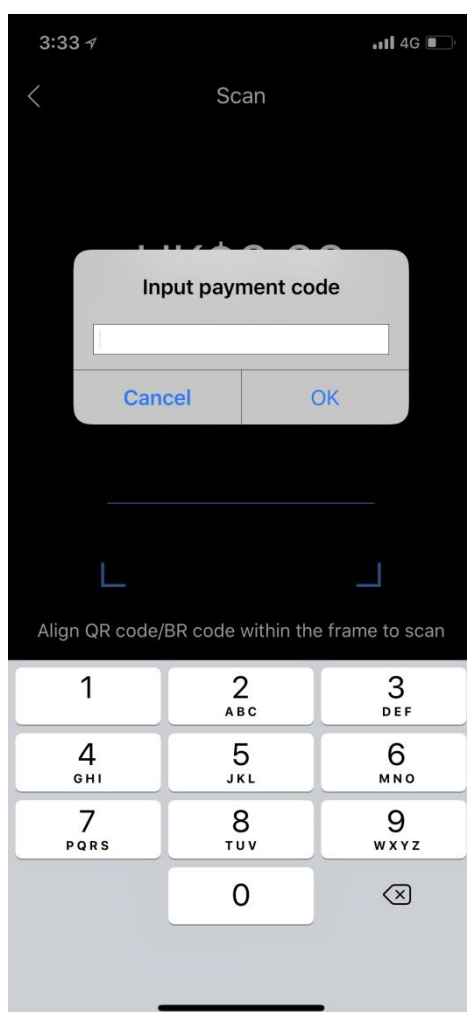 3:33
4G
Scan
Input payment code
Cancel
OK
Align QR code/BR code within the frame to scan
1
2
3
ABC
DEF
4
5
6
GHI
JKL
MNO
7
8
9
PQRS
TUV
WXYZ
0